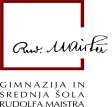 Rud. Maister
GIMNAZIJA IN
SREDNJA ŠOLA
RUDOLFA MAISTRA